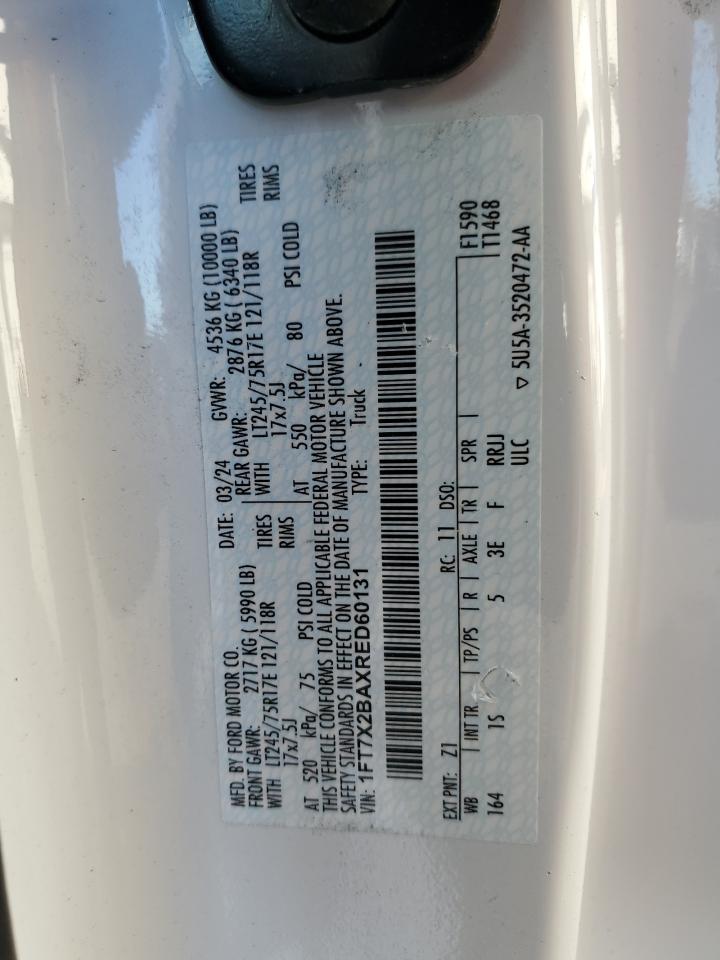 MFD. BY FORD MOTOR CO.
DATE: 03/24 GVWR: 4536 KG (10000 LB)
FRONT GAWR: 2717 KG ( 5990 LB) REAR GAWR: 2876 KG ( 6340 LB)
WITH LT245/75R17E 121/118R TIRES WITH LT245/75R17E 121/118R TIRES
17x7.5J RIMS 17x7.5J RIMS
AT 520 kPa/ 75 PSI COLD AT 550 kPa/ 80 PSI COLD
THIS VEHICLE CONFORMS TO ALL APPLICABLE FEDERAL MOTOR VEHICLE
SAFETY STANDARDS IN EFFECT ON THE DATE OF MANUFACTURE SHOWN ABOVE.
VIN: 1FT7X2BAXRED60131 TYPE: Truck
EXT PNT: Z1 RC: 11 DSO: F1590
WB INT TR TP/PS R AXLE TR SPR T1468
164 1S 5 3E F RRJJ
ULC ▽ 5U5A-3520472-AA